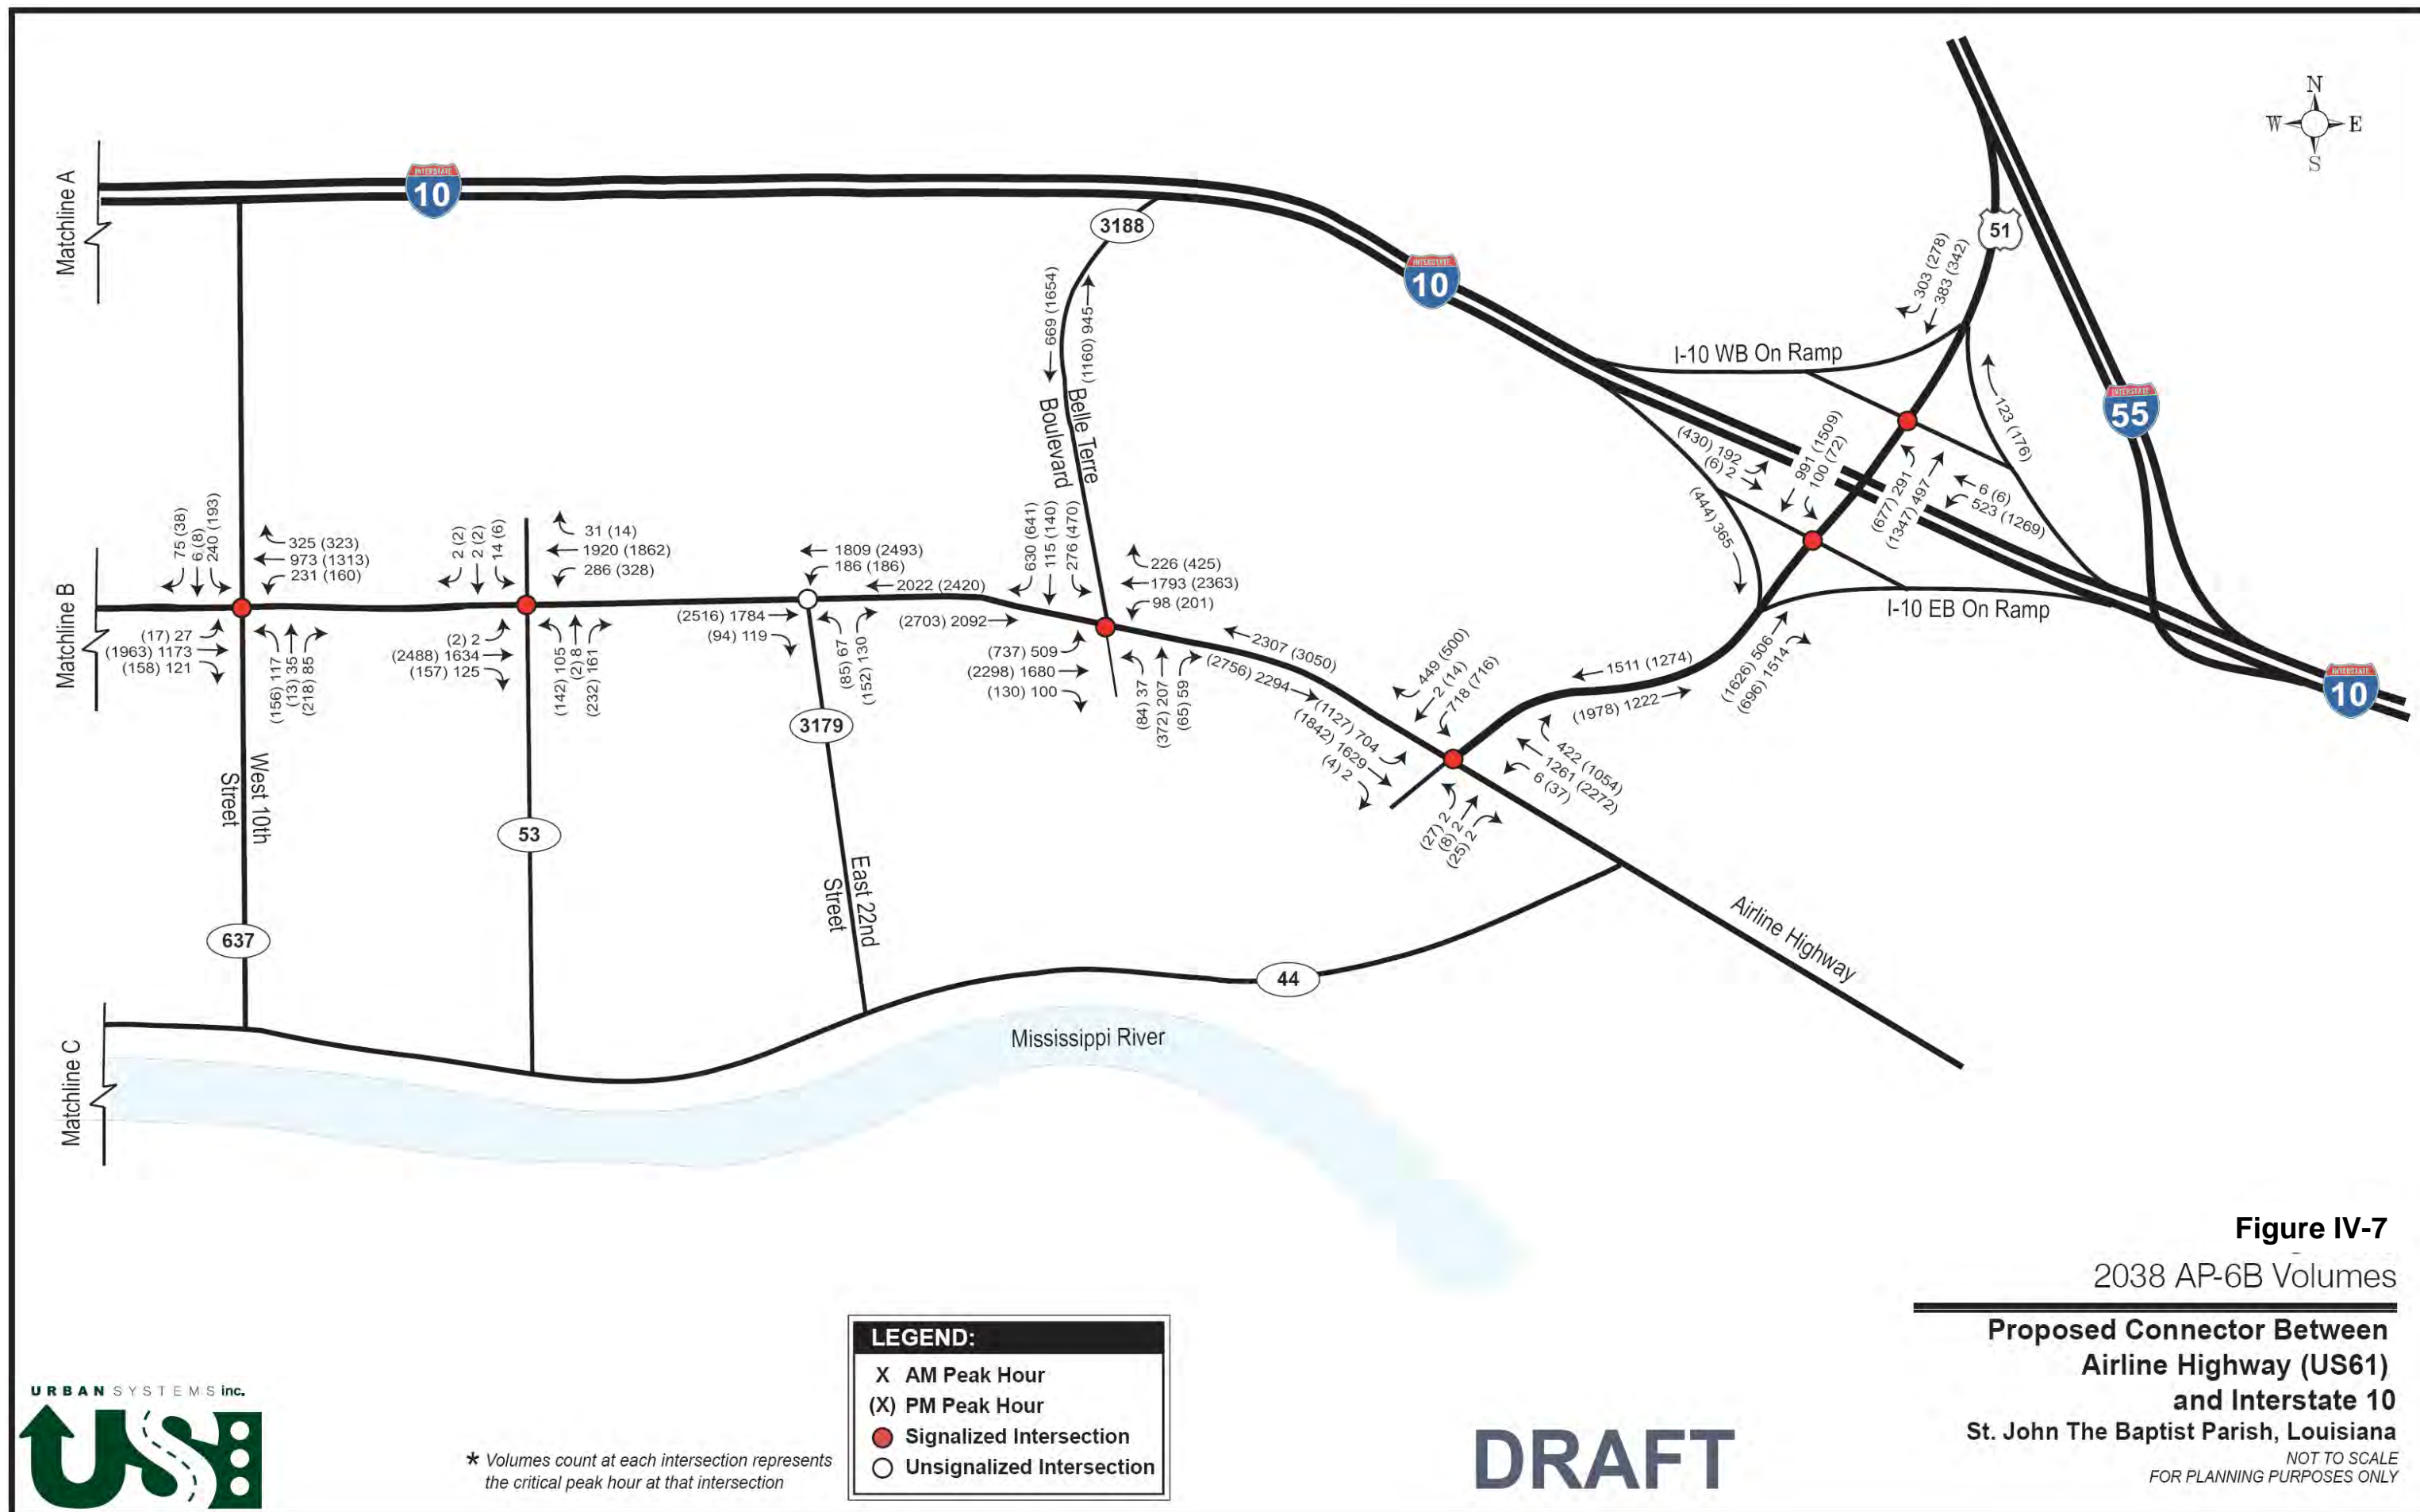 N
W E
S
Matchline A
INTERSTATE
10
3188
INTERSTATE
10
51
303 (278)
383 (342)
INTERSTATE
55
I-10 WB On Ramp
123 (176)
669 (1654)
(1160) 945
Belle Terre
Boulevard
(430) 192
(6) 2
991 (1509)
100 (72)
(677) 291
(1347) 497
6 (6)
523 (1269)
(444) 365
I-10 EB On Ramp
INTERSTATE
10
Matchline B
75 (38)
6 (8)
240 (193)
325 (323)
973 (1313)
231 (160)
(17) 27
(1963) 1173
(158) 121
(156) 117
(13) 35
(218) 85
2 (2)
2 (2)
14 (6)
31 (14)
1920 (1862)
286 (328)
(2) 2
(2488) 1634
(157) 125
(142) 105
(2) 8
(232) 161
1809 (2493)
186 (186)
2022 (2420)
(2516) 1784
(94) 119
(85) 67
(152) 130
(2703) 2092
630 (641)
115 (140)
276 (470)
226 (425)
1793 (2363)
98 (201)
(737) 509
(2298) 1680
(130) 100
(84) 37
(372) 207
(65) 59
2307 (3050)
(2756) 2294
449 (500)
2 (14)
718 (716)
(1127) 704
(1842) 1629
(4) 2
1511 (1274)
(1978) 1222
(1626) 506
(696) 1514
422 (1054)
1261 (2272)
6 (37)
(27) 2
(8) 2
(25) 2
West 10th
Street
53
3179
East 22nd
Street
637
44
Airline Highway
Mississippi River
Matchline C
Figure IV-7
2038 AP-6B Volumes
Proposed Connector Between
Airline Highway (US61)
and Interstate 10
St. John The Baptist Parish, Louisiana
NOT TO SCALE
FOR PLANNING PURPOSES ONLY
LEGEND:
X AM Peak Hour
(X) PM Peak Hour
Signalized Intersection
Unsignalized Intersection
* Volumes count at each intersection represents
the critical peak hour at that intersection
DRAFT
URBAN SYSTEMS inc.
USI